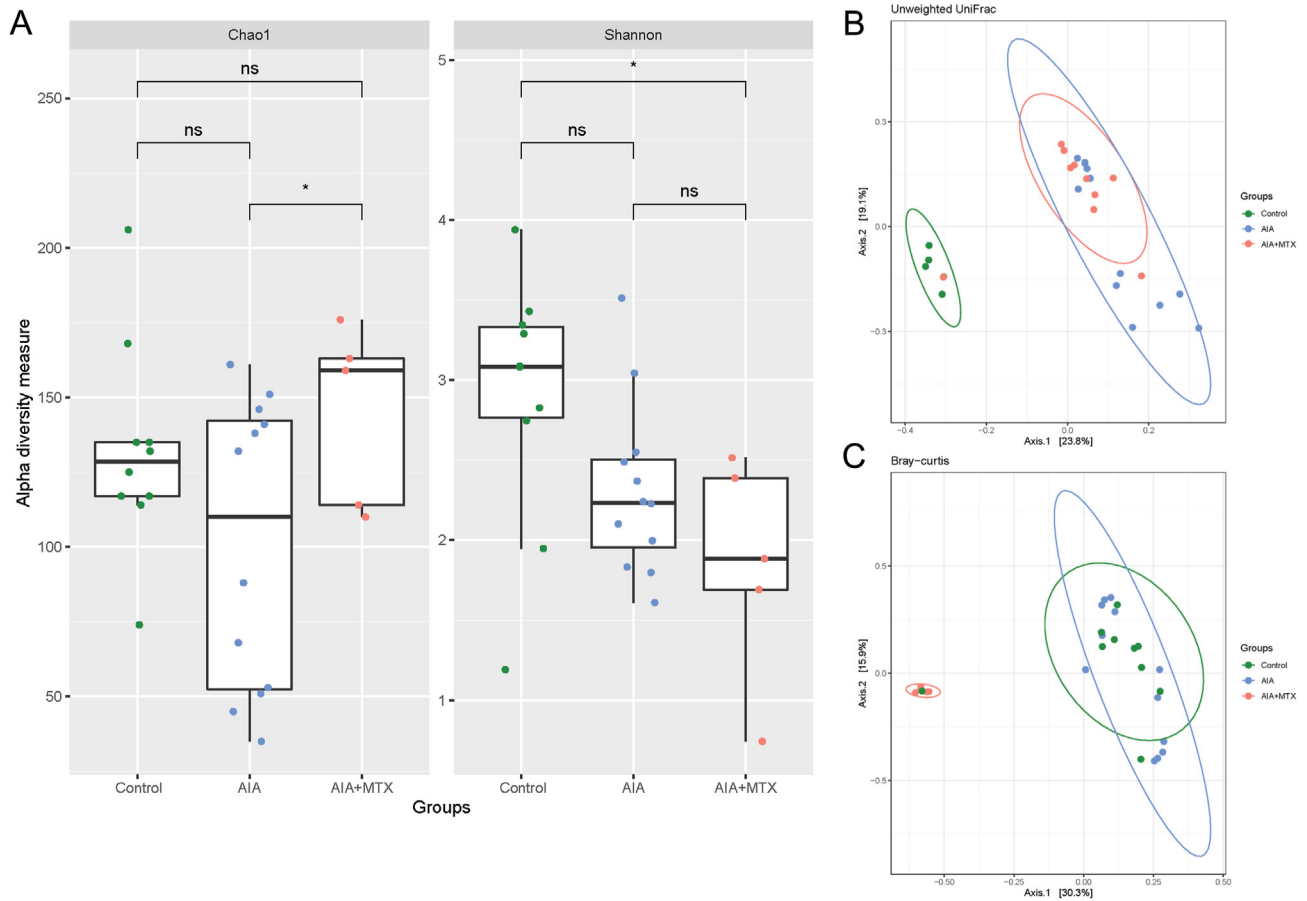 A
Chao1
Shannon
ns
ns
*
*
ns
ns
250
200
150
100
50
5
4
3
2
1
Alpha diversity measure
Control
AIA
AIA+MTX
Control
AIA
AIA+MTX
Groups
B
Unweighted UniFrac
0.3
0.0
-0.3
Axis.2 [19.1%]
-0.4
-0.2
0.0
0.2
Axis.1 [23.8%]
Groups
Control
AIA
AIA+MTX
C
Bray-curtis
0.5
0.0
-0.5
Axis.2 [15.9%]
-0.50
-0.25
0.00
0.25
0.50
Axis.1 [30.3%]
Groups
Control
AIA
AIA+MTX